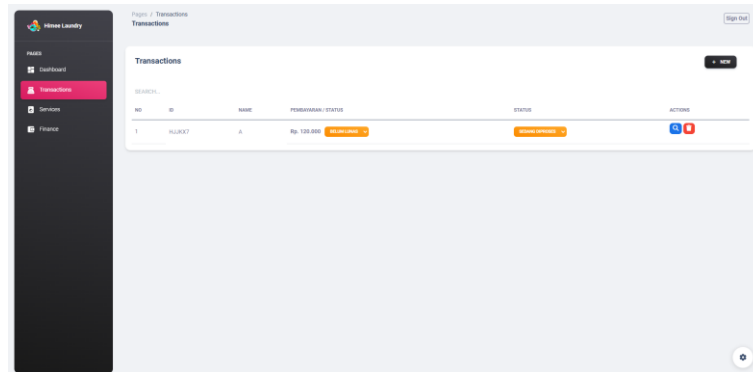 Himee Laundry
Pages / Transactions
Transactions
Sign Out
PAGES
Dashboard
Transactions
Services
Finance
Transactions
+ NEW
SEARCH...
NO ID NAME PEMBAYARAN / STATUS STATUS ACTIONS
1 A Rp. 120.000 BELUM LUNAS SEDANG DIPROSES